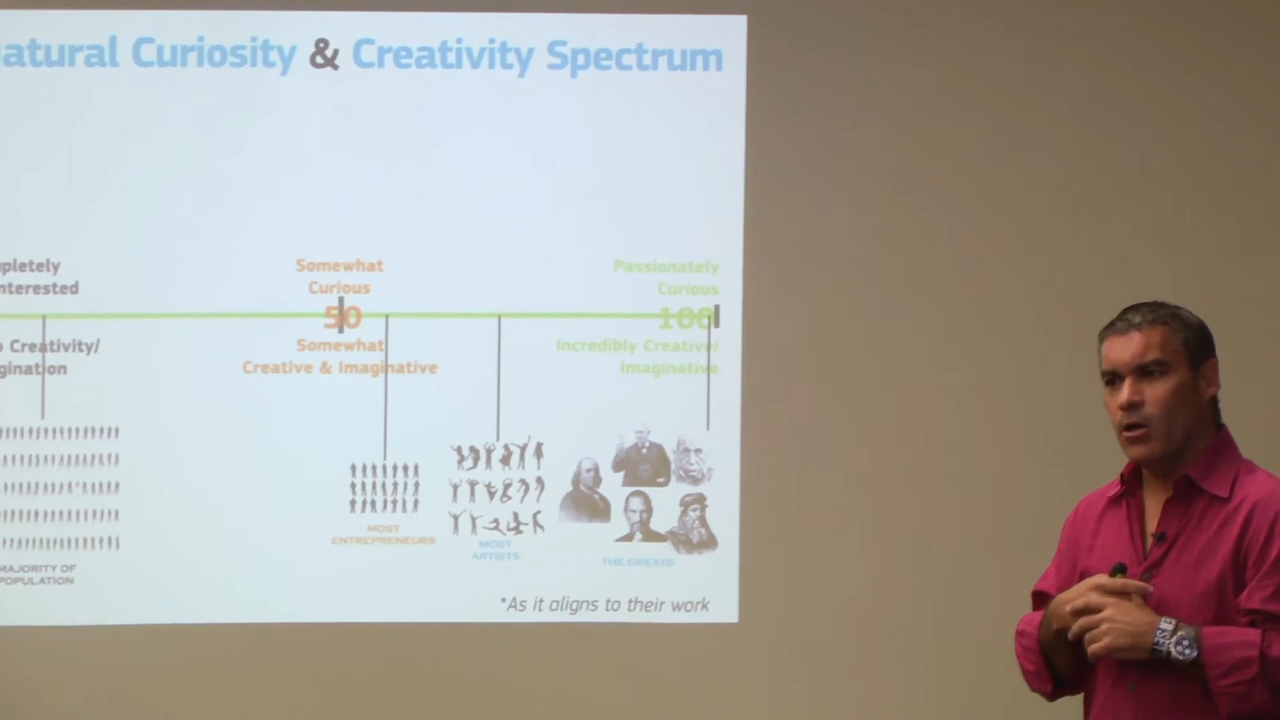 atural Curiosity & Creativity Spectrum
pletely
nterested
Somewhat
Curious
Passionately
Curious
50
100
Creativity/
gination
Somewhat
Creative & Imaginative
Incredibly Creative/
Imaginative
MAJORITY OF
POPULATION
MOST
ENTREPRENEURS
MOST
ARTISTS
THE GREATS
*As it aligns to their work